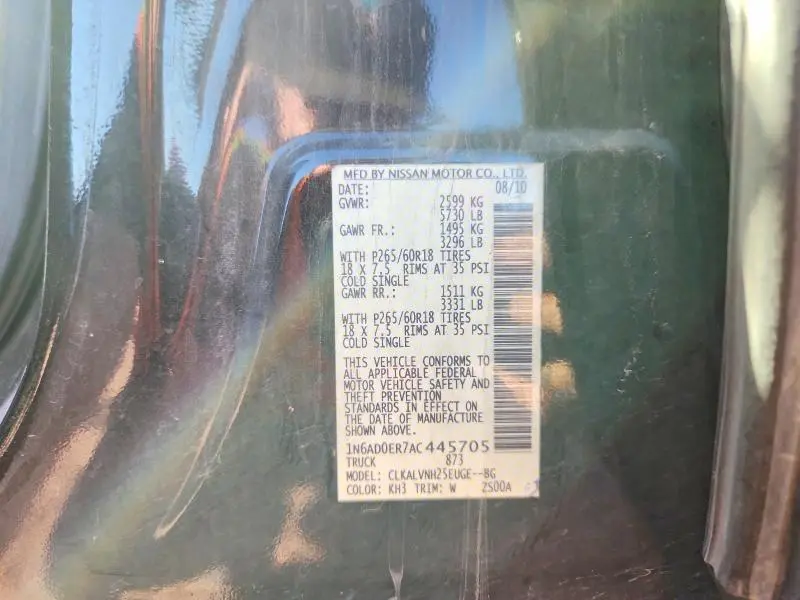 MFD BY NISSAN MOTOR CO., LTD.
DATE: 08/10
GVWR: 2599 KG
5730 LB
GAWR FR.: 1495 KG
3296 LB
WITH P265/60R18 TIRES
18 X 7.5 RIMS AT 35 PSI
COLD SINGLE
GAWR RR.: 1511 KG
3331 LB
WITH P265/60R18 TIRES
18 X 7.5 RIMS AT 35 PSI
COLD SINGLE
THIS VEHICLE CONFORMS TO
ALL APPLICABLE FEDERAL
MOTOR VEHICLE SAFETY AND
THEFT PREVENTION
STANDARDS IN EFFECT ON
THE DATE OF MANUFACTURE
SHOWN ABOVE.
1N6AD0ER7AC445705
TRUCK 873
MODEL: CLKALVNH25EUGE--8G
COLOR: KH3 TRIM: W ZS00A